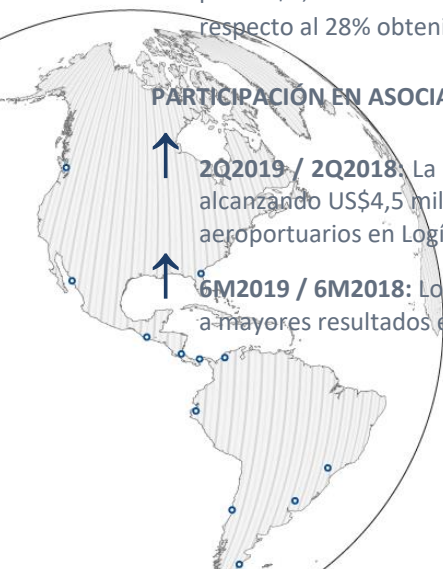 respecto al 28% obteni
PARTICIPACIÓN EN ASOCIA
2Q2019 / 2Q2018: La
alcanzando US$4,5 mil
aeroportuarios en Logí
6M2019 / 6M2018: Lo
a mayores resultados e